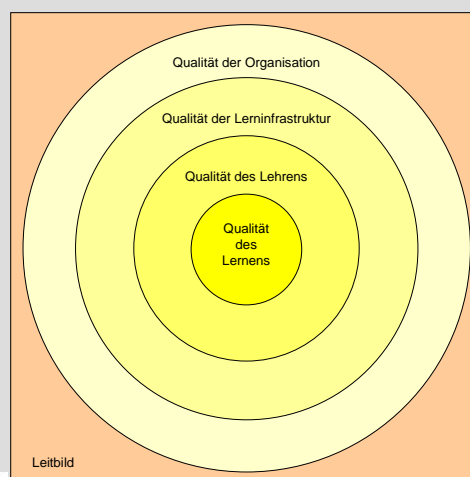 Qualität der Organisation
Qualität der Lerninfrastruktur
Qualität des Lehrens
Qualität
des
Lernens
Leitbild